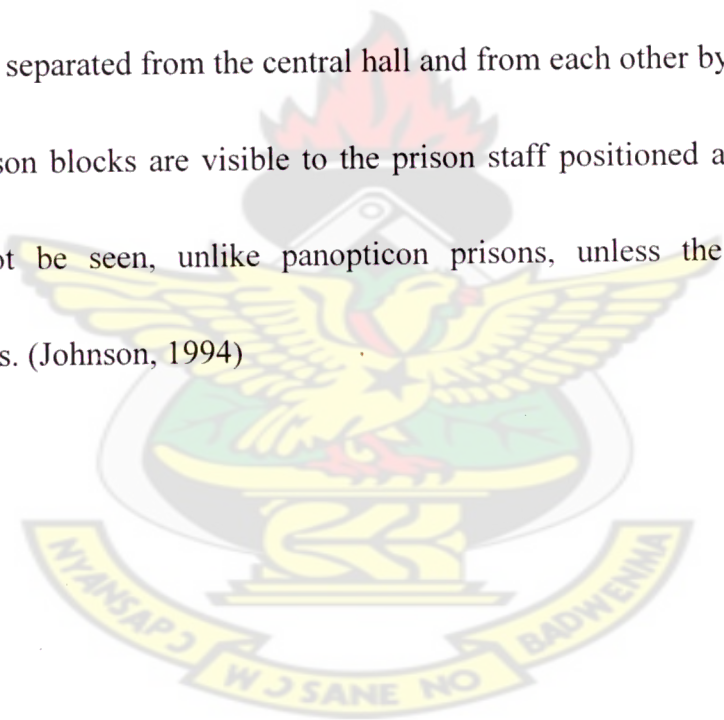 separated from the central hall and from each other by
son blocks are visible to the prison staff positioned a
ot be seen, unlike panopticon prisons, unless the
s. (Johnson, 1994)
NYANSAPƆ WƆSANE NO BADWENMA